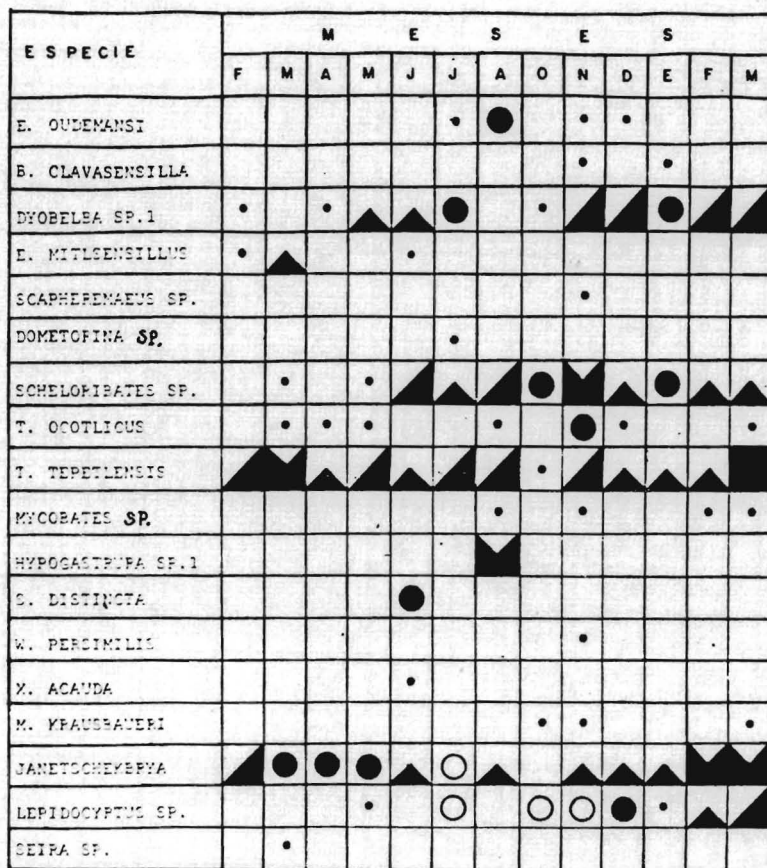 M E S E S
ESPECIE
F M A M J J A O N D E F M
E. OUDEMANSI
B. CLAVASENSILLA
DYOBELBA SP.1
E. MITLSENSILLUS
SCAPHEREMAEUS SP.
DOMETORINA SP.
SCHELORIBATES SP.
T. OCOTLICUS
T. TEPETLENSIS
MYCOBATES SP.
HYPOGASTRURA SP.1
S. DISTINCTA
W. PERSIMILIS
X. ACAUDA
M. KRAUSBAUERI
JANETSCHEKBRYA
LEPIDOCYRTUS SP.
SEIRA SP.